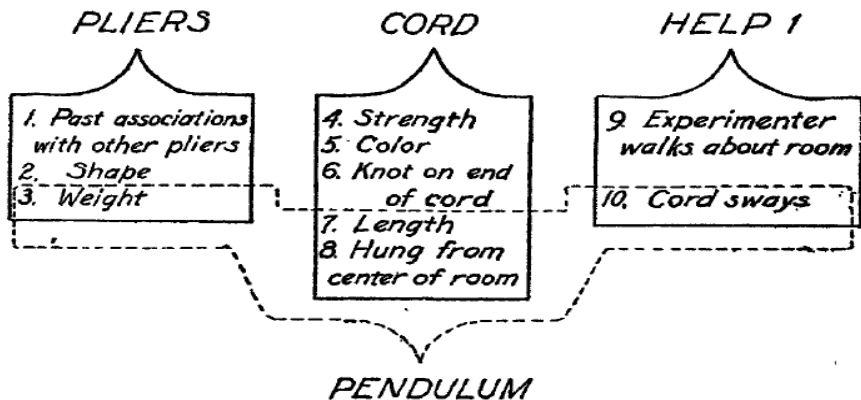 PLIERS
CORD
HELP 1
1. Past associations
with other pliers
2. Shape
3. Weight
4. Strength
5. Color
6. Knot on end
of cord
7. Length
8. Hung from
center of room
9. Experimenter
walks about room
10. Cord sways
PENDULUM